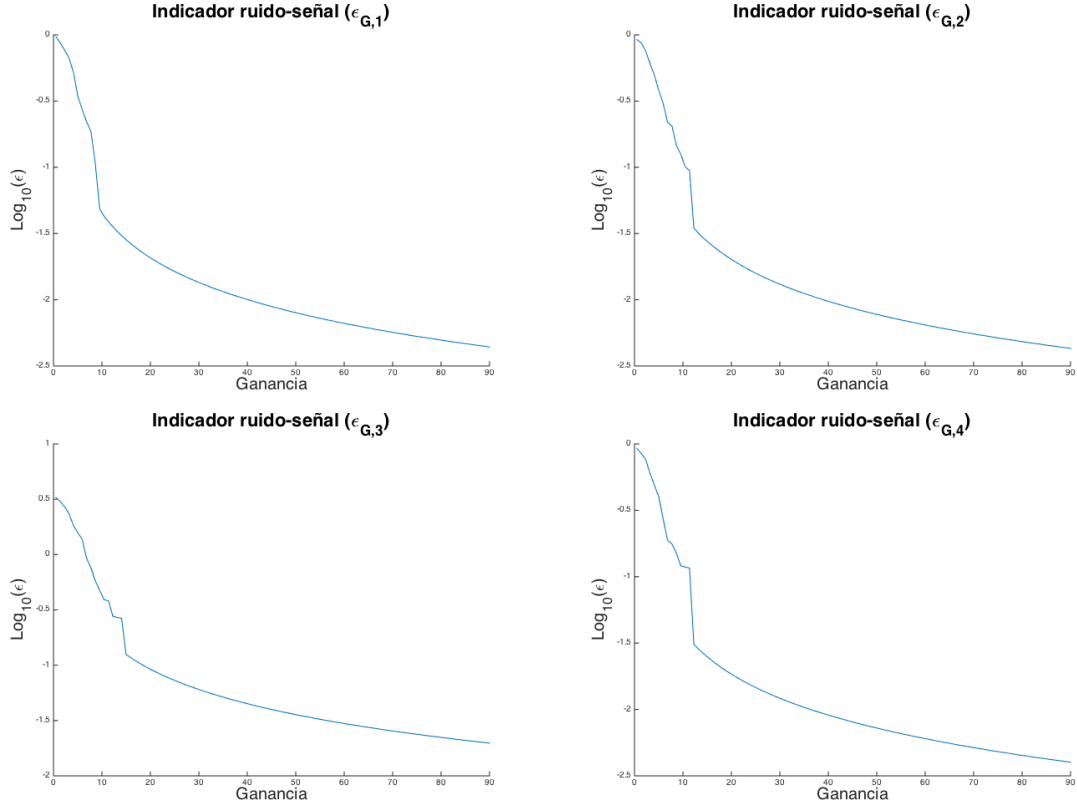 Indicador ruido-señal (ϵG,1)
Log10(ϵ)
0
-0.5
-1
-1.5
-2
-2.5
0 10 20 30 40 50 60 70 80 90
Ganancia
Indicador ruido-señal (ϵG,2)
Log10(ϵ)
0
-0.5
-1
-1.5
-2
-2.5
0 10 20 30 40 50 60 70 80 90
Ganancia
Indicador ruido-señal (ϵG,3)
Log10(ϵ)
1
0.5
0
-0.5
-1
-1.5
-2
0 10 20 30 40 50 60 70 80 90
Ganancia
Indicador ruido-señal (ϵG,4)
Log10(ϵ)
0
-0.5
-1
-1.5
-2
-2.5
0 10 20 30 40 50 60 70 80 90
Ganancia